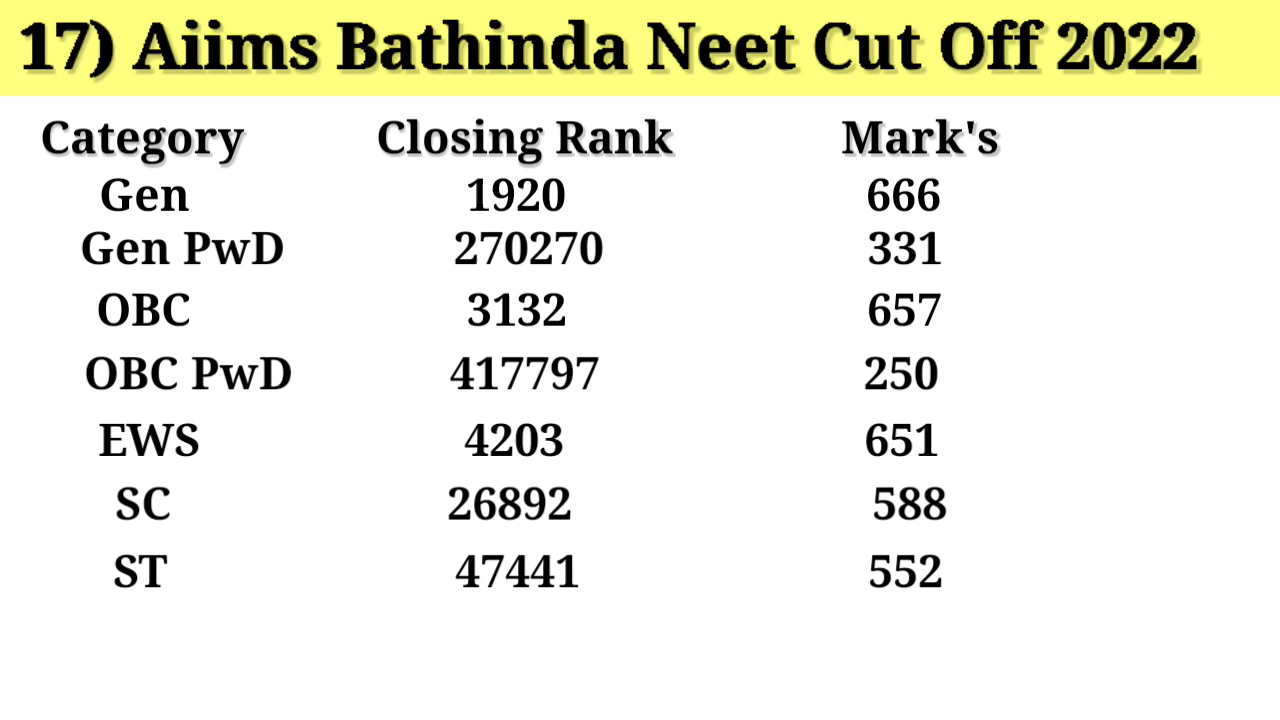 17) Aiims Bathinda Neet Cut Off 2022
Category Closing Rank Mark's
Gen 1920 666
Gen PwD 270270 331
OBC 3132 657
OBC PwD 417797 250
EWS 4203 651
SC 26892 588
ST 47441 552